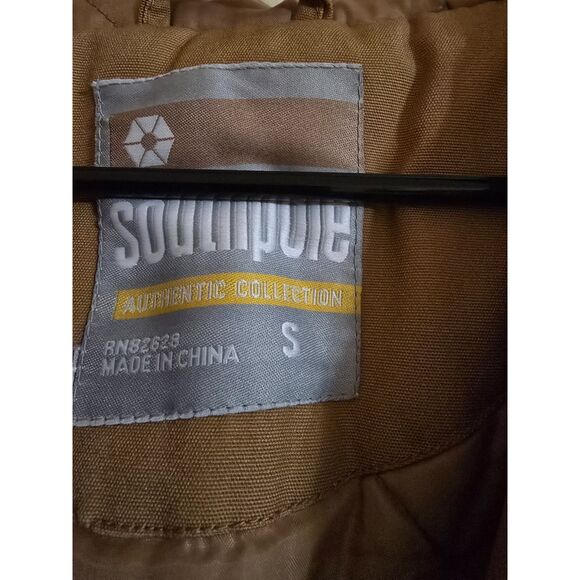 southpole
AUTHENTIC COLLECTION
RN82628
MADE IN CHINA
S